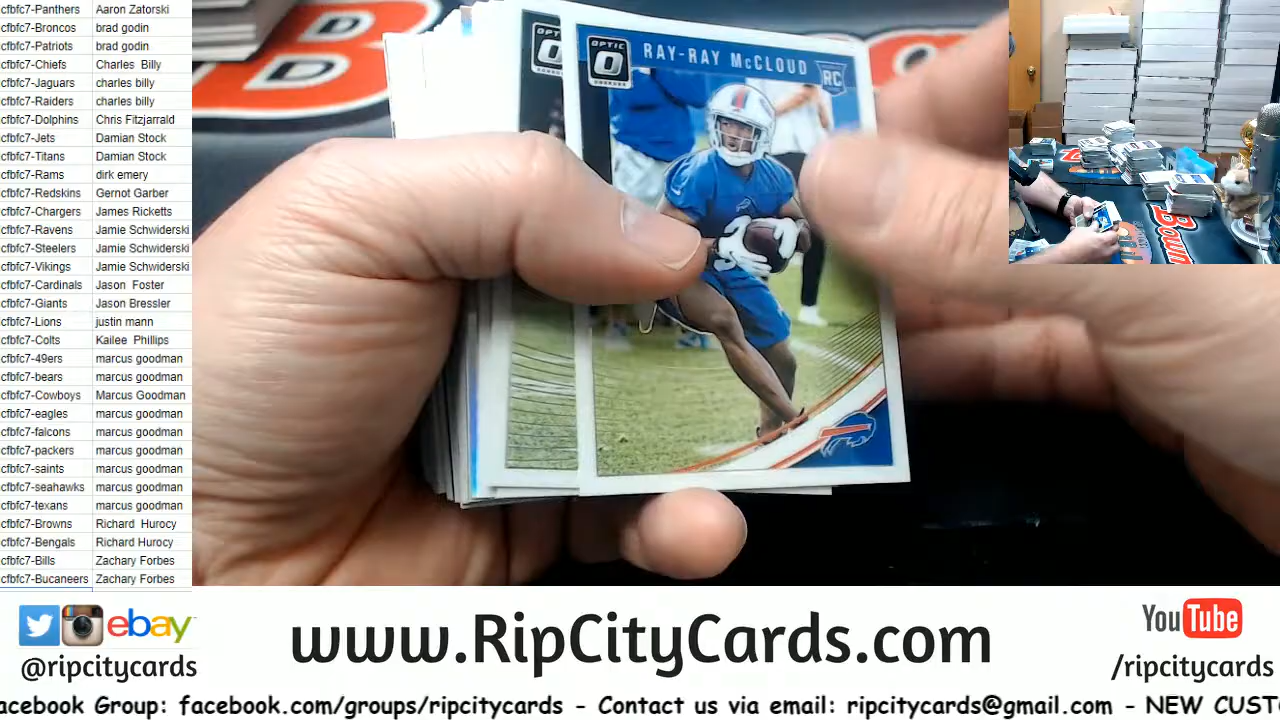 cfbfc7-Panthers Aaron Zatorski
cfbfc7-Broncos brad godin
cfbfc7-Patriots brad godin
cfbfc7-Chiefs Charles Billy
cfbfc7-Jaguars charles billy
cfbfc7-Raiders charles billy
cfbfc7-Dolphins Chris Fitzjarrald
cfbfc7-Jets Damian Stock
cfbfc7-Titans Damian Stock
cfbfc7-Rams dirk emery
cfbfc7-Redskins Gernot Garber
cfbfc7-Chargers James Ricketts
cfbfc7-Ravens Jamie Schwiderski
cfbfc7-Steelers Jamie Schwiderski
cfbfc7-Vikings Jamie Schwiderski
cfbfc7-Cardinals Jason Foster
cfbfc7-Giants Jason Bressler
cfbfc7-Lions justin mann
cfbfc7-Colts Kailee Phillips
cfbfc7-49ers marcus goodman
cfbfc7-bears marcus goodman
cfbfc7-Cowboys Marcus Goodman
cfbfc7-eagles marcus goodman
cfbfc7-falcons marcus goodman
cfbfc7-packers marcus goodman
cfbfc7-saints marcus goodman
cfbfc7-seahawks marcus goodman
cfbfc7-texans marcus goodman
cfbfc7-Browns Richard Hurocy
cfbfc7-Bengals Richard Hurocy
cfbfc7-Bills Zachary Forbes
cfbfc7-Bucaneers Zachary Forbes
OPTIC
OPTIC
RAY-RAY McCLOUD
RC
ebay
@ripcitycards
www.RipCityCards.com
YouTube
/ripcitycards
acebook Group: facebook.com/groups/ripcitycards - Contact us via email: ripcitycards@gmail.com - NEW CUST